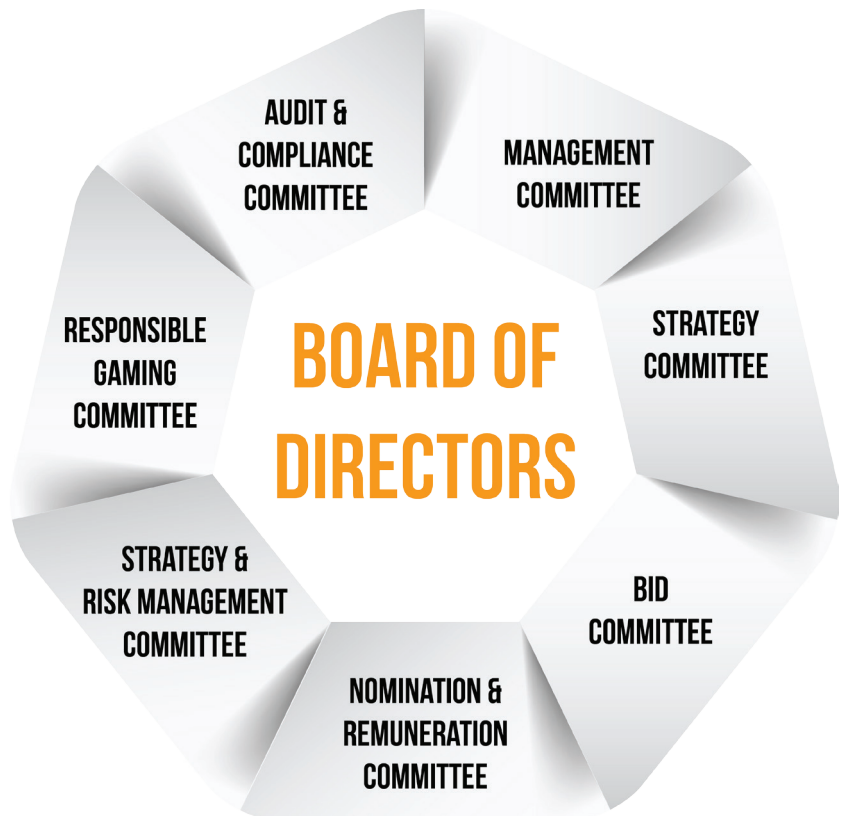 AUDIT &
COMPLIANCE
COMMITTEE
MANAGEMENT
COMMITTEE
STRATEGY
COMMITTEE
BID
COMMITTEE
NOMINATION &
REMUNERATION
COMMITTEE
STRATEGY &
RISK MANAGEMENT
COMMITTEE
RESPONSIBLE
GAMING
COMMITTEE
BOARD OF
DIRECTORS